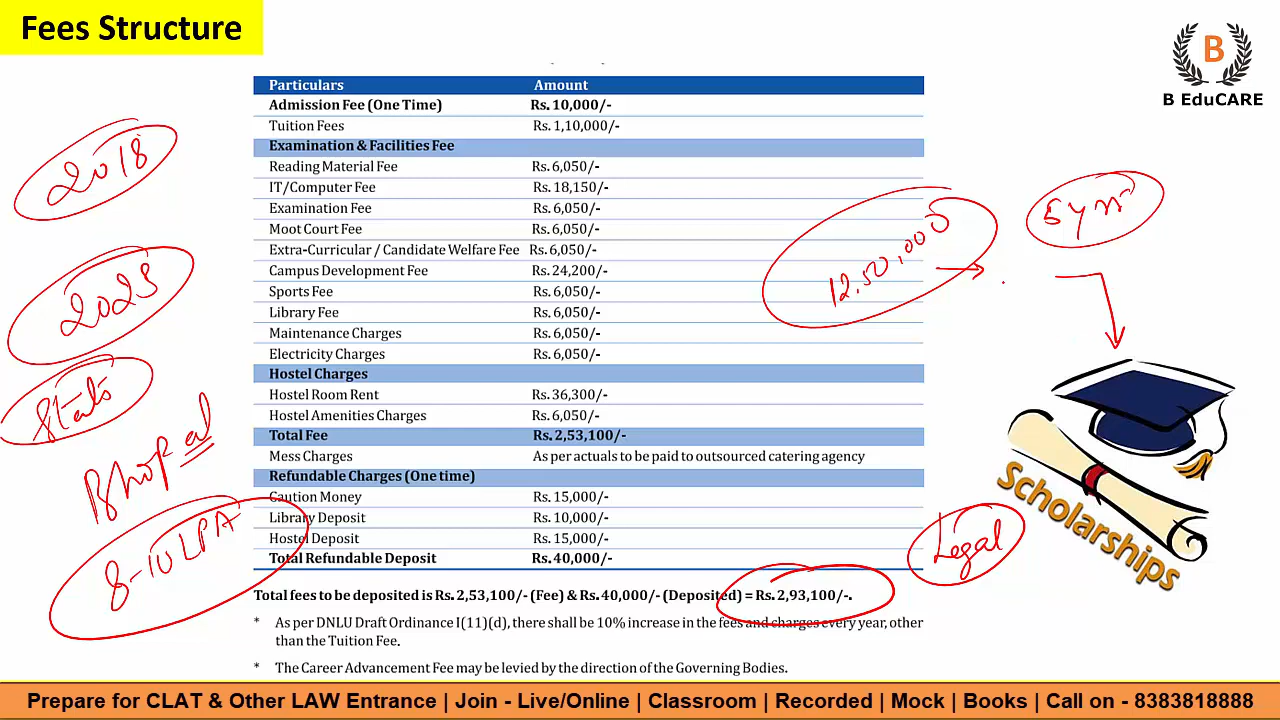 Fees Structure
B
B EduCARE
Particulars Amount
Admission Fee (One Time) Rs. 10,000/-
Tuition Fees Rs. 1,10,000/-
Examination & Facilities Fee
Reading Material Fee Rs. 6,050/-
IT/Computer Fee Rs. 18,150/-
Examination Fee Rs. 6,050/-
Moot Court Fee Rs. 6,050/-
Extra-Curricular / Candidate Welfare Fee Rs. 6,050/-
Campus Development Fee Rs. 24,200/-
Sports Fee Rs. 6,050/-
Library Fee Rs. 6,050/-
Maintenance Charges Rs. 6,050/-
Electricity Charges Rs. 6,050/-
Hostel Charges
Hostel Room Rent Rs. 36,300/-
Hostel Amenities Charges Rs. 6,050/-
Total Fee Rs. 2,53,100/-
Mess Charges As per actuals to be paid to outsourced catering agency
Refundable Charges (One time)
Caution Money Rs. 15,000/-
Library Deposit Rs. 10,000/-
Hostel Deposit Rs. 15,000/-
Total Refundable Deposit Rs. 40,000/-
Total fees to be deposited is Rs. 2,53,100/- (Fee) & Rs. 40,000/- (Deposited) = Rs. 2,93,100/-.
* As per DNLU Draft Ordinance I(11)(d), there shall be 10% increase in the fees and charges every year, other
than the Tuition Fee.
* The Career Advancement Fee may be levied by the direction of the Governing Bodies.
2018
2023
Bhopal
8-10 LPA
12,50,000
5 yrs
Scholarships
Legal
Prepare for CLAT & Other LAW Entrance | Join - Live/Online | Classroom | Recorded | Mock | Books | Call on - 8383818888